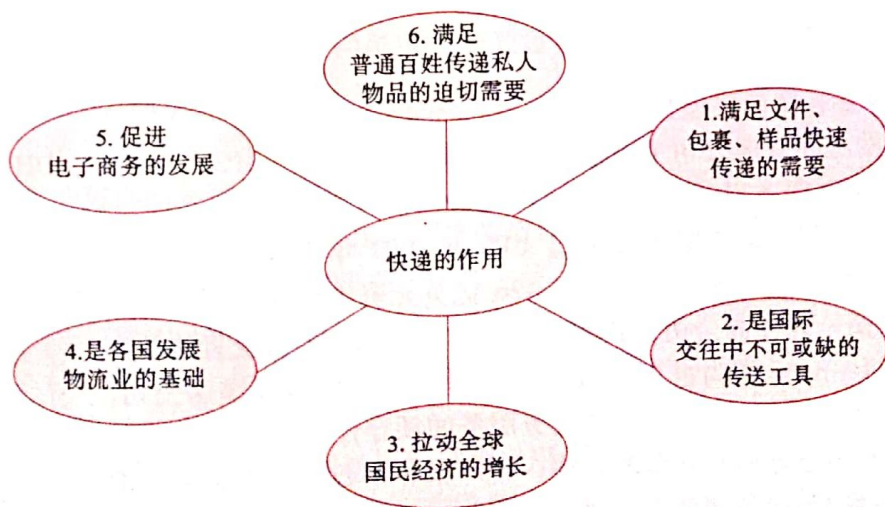 6. 满足
普通百姓传递私人
物品的迫切需要
5. 促进
电子商务的发展
1.满足文件、
包裹、样品快速
传递的需要
快递的作用
4.是各国发展
物流业的基础
2. 是国际
交往中不可或缺的
传送工具
3. 拉动全球
国民经济的增长